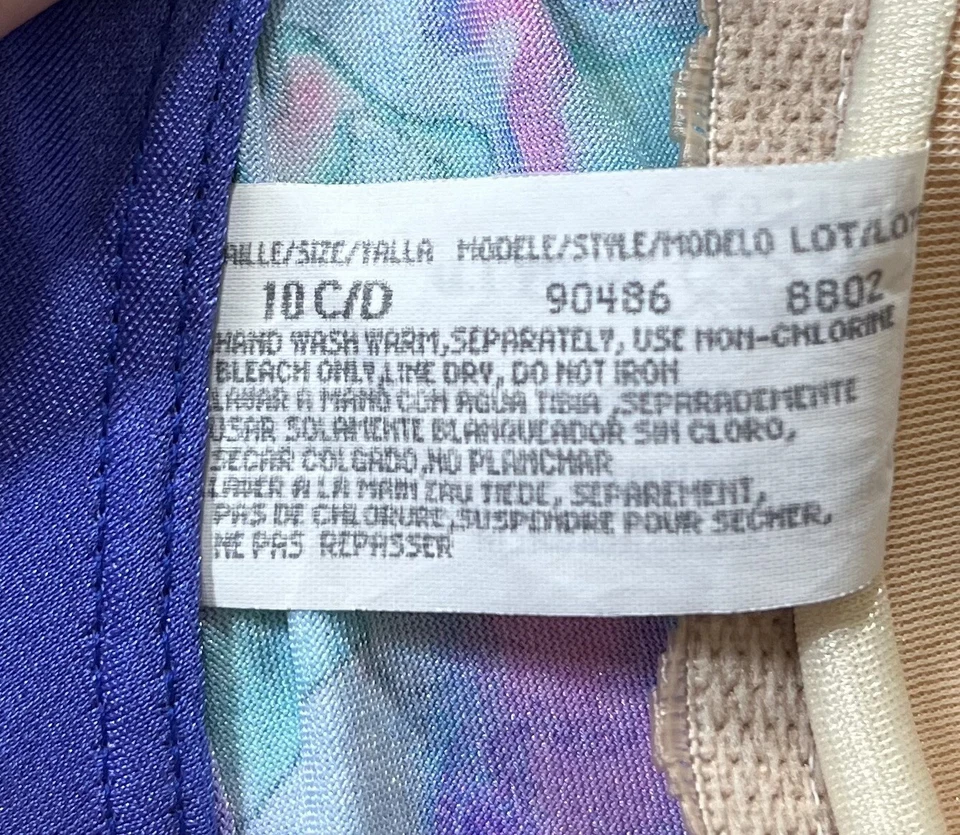 AILLE/SIZE/TALLA MODELE/STYLE/MODELO LOT/LOT
10 C/D 90486 8802
HAND WASH WARM, SEPARATELY, USE NON-CHLORINE
BLEACH ONLY, LINE DRY, DO NOT IRON
LAVAR A MANO CON AGUA TIBIA ,SEPARADEMENTE
USAR SOLAMENTE BLANQUEADOR SIN CLORO,
SECAR COLGADO,NO PLANCHAR
LAVER A LA MAIN EAU TIEDE, SEPAREMENT,
PAS DE CHLORURE,SUSPONDRE POUR SECHER,
NE PAS REPASSER